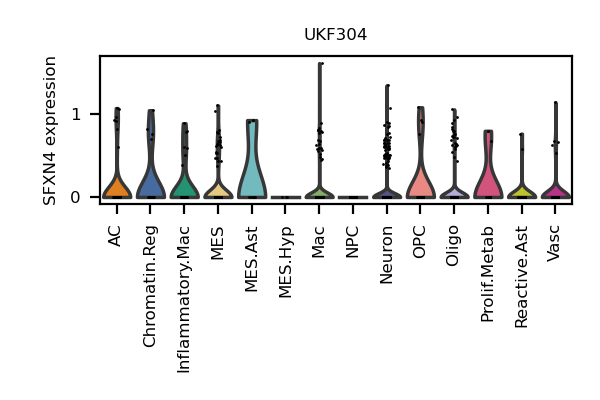 UKF304
SFXN4 expression
1
0
AC
Chromatin.Reg
Inflammatory.Mac
MES
MES.Ast
MES.Hyp
Mac
NPC
Neuron
OPC
Oligo
Prolif.Metab
Reactive.Ast
Vasc